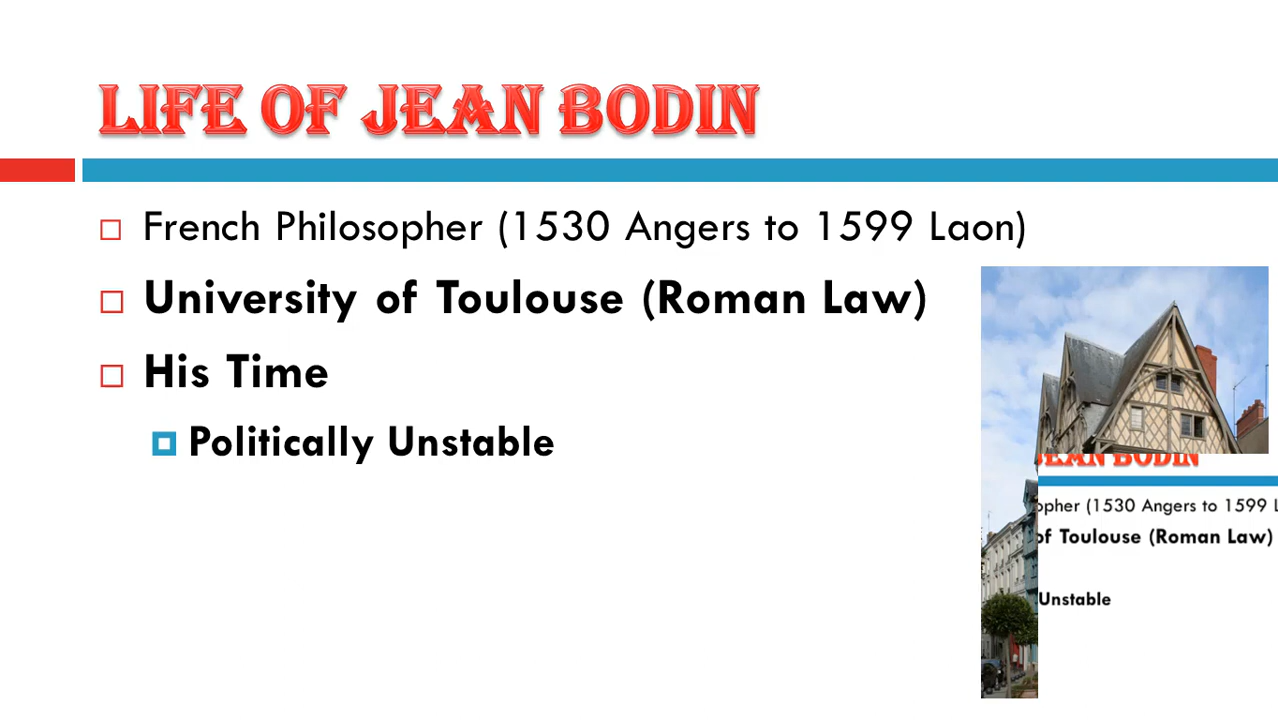 LIFE OF JEAN BODIN
French Philosopher (1530 Angers to 1599 Laon)
University of Toulouse (Roman Law)
His Time
Politically Unstable
JEAN BODIN
(1530 Angers to 1599
of Toulouse (Roman Law)
Unstable